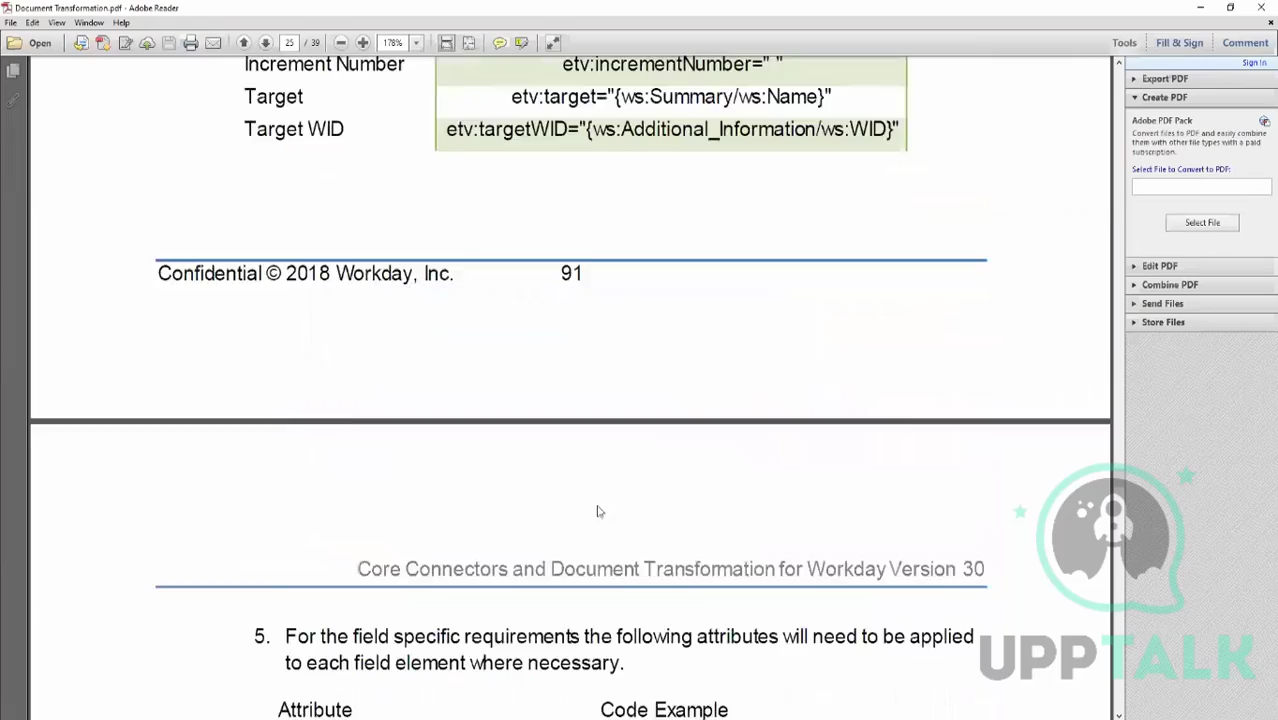 Document Transformation.pdf - Adobe Reader
File Edit View Window Help
Open 25 / 39 178% Tools Fill & Sign Comment
Sign In
Export PDF
Create PDF
Adobe PDF Pack
Convert files to PDF and easily combine
them with other file types with a paid
subscription.
Select File to Convert to PDF:
Select File
Edit PDF
Combine PDF
Send Files
Store Files
Increment Number etv:incrementNumber=" "
Target etv:target="{ws:Summary/ws:Name}"
Target WID etv:targetWID="{ws:Additional_Information/ws:WID}"
Confidential © 2018 Workday, Inc. 91
Core Connectors and Document Transformation for Workday Version 30
5. For the field specific requirements the following attributes will need to be applied
to each field element where necessary.
Attribute Code Example
UPPTALK